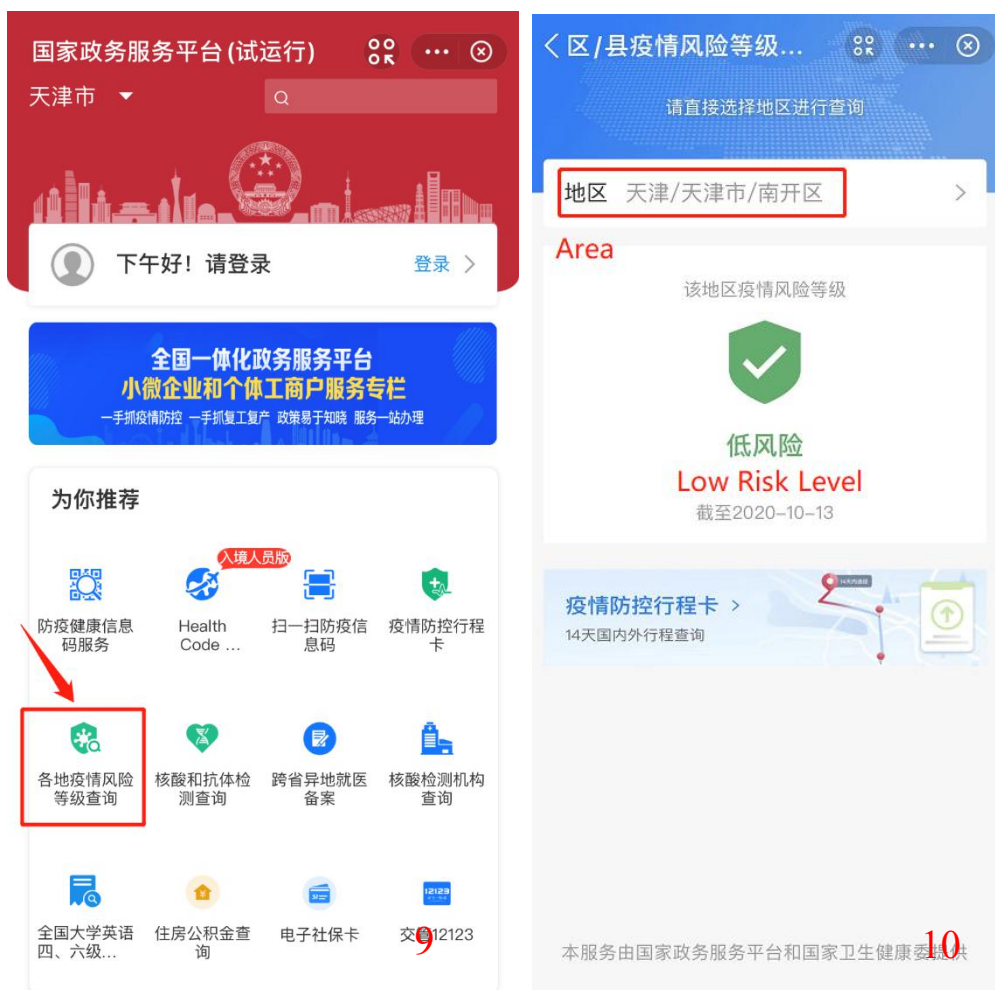 国家政务服务平台(试运行)
天津市
下午好！请登录
登录
全国一体化政务服务平台
小微企业和个体工商户服务专栏
一手抓疫情防控 一手抓复工复产 政策易于知晓 服务一站办理
为你推荐
入境人员版
防疫健康信息
码服务
Health
Code ...
扫一扫防疫信
息码
疫情防控行程
卡
各地疫情风险
等级查询
核酸和抗体检
测查询
跨省异地就医
备案
核酸检测机构
查询
12123
全国大学英语
四、六级...
住房公积金查
询
电子社保卡
交管12123
9
区/县疫情风险等级...
请直接选择地区进行查询
地区 天津/天津市/南开区
Area
该地区疫情风险等级
低风险
Low Risk Level
截至2020-10-13
疫情防控行程卡
14天国内外行程查询
本服务由国家政务服务平台和国家卫生健康委提供
10